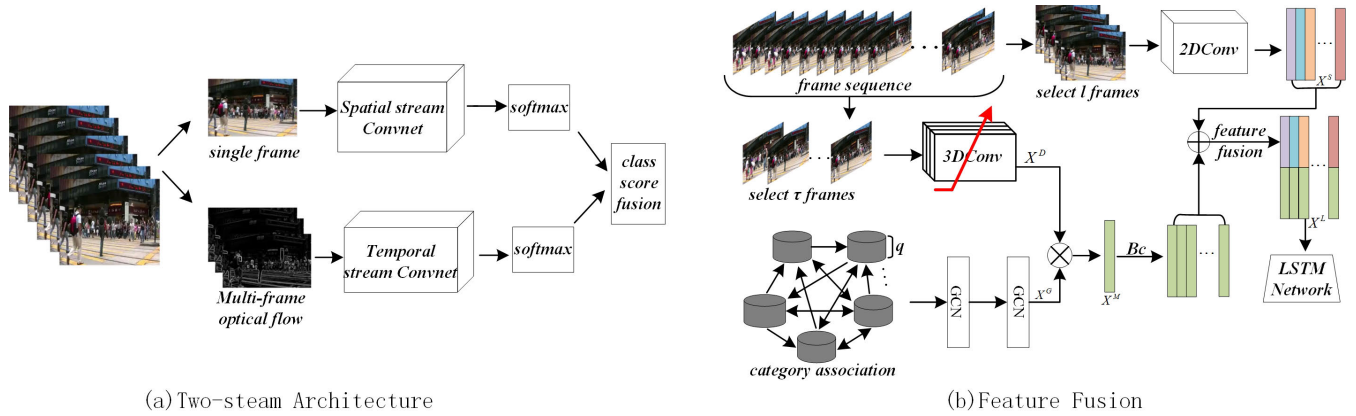 single frame
Spatial stream
Convnet
softmax
class
score
fusion
Multi-frame
optical flow
Temporal
stream Convnet
softmax
(a)Two-steam Architecture
frame sequence
select l frames
2DConv
...
X^S
select τ frames
3DConv
X^D
feature
fusion
X^L
LSTM
Network
q
category association
GCN
GCN
X^G
X^M
Bc
(b)Feature Fusion